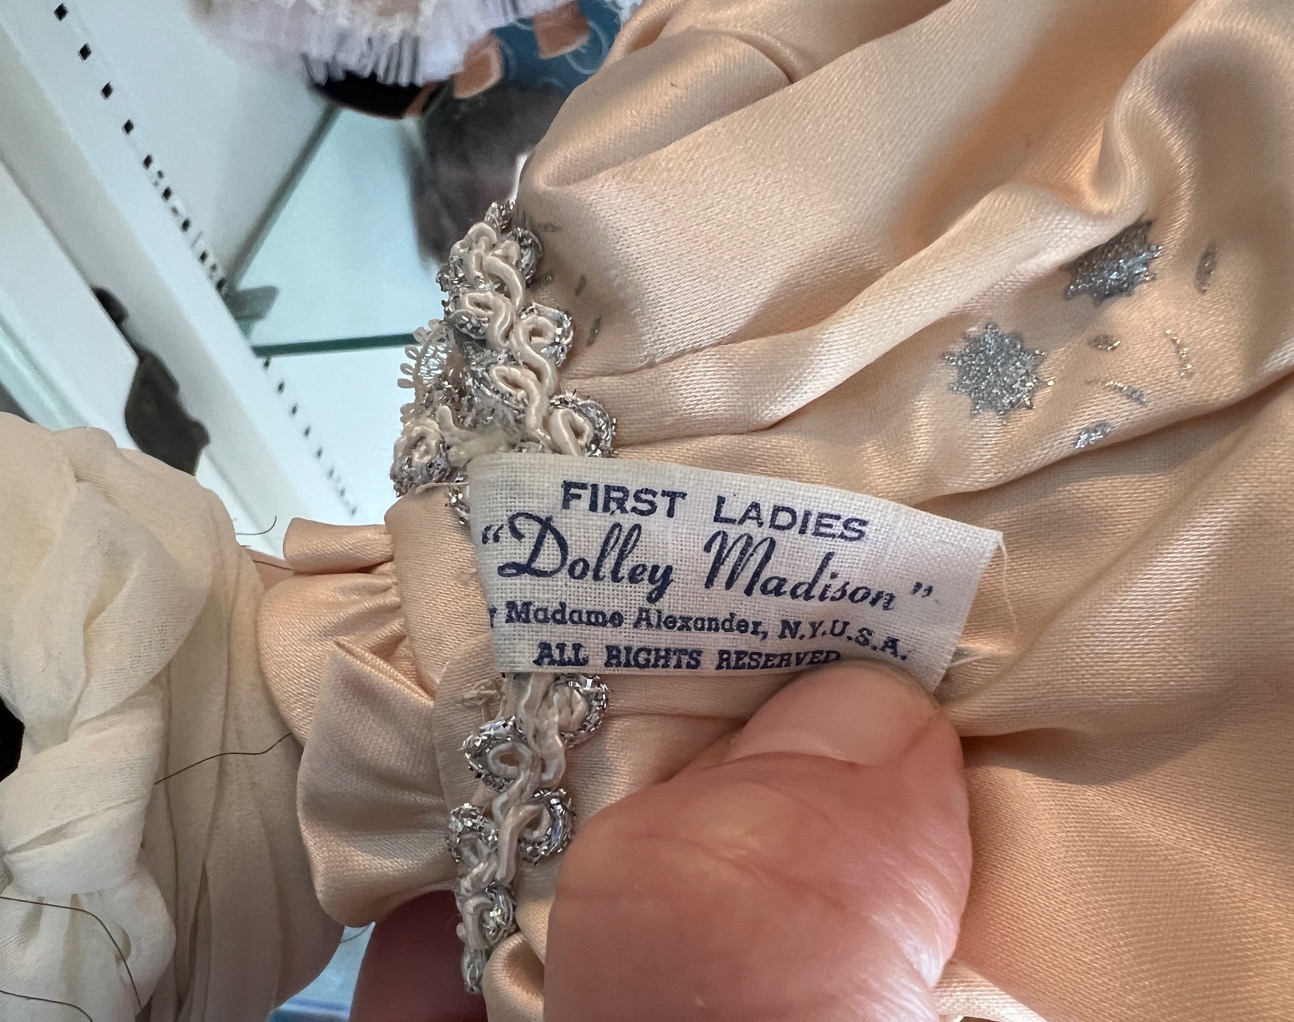 FIRST LADIES
"Dolley Madison"
Madame Alexander, N.Y.U.S.A.
ALL RIGHTS RESERVED